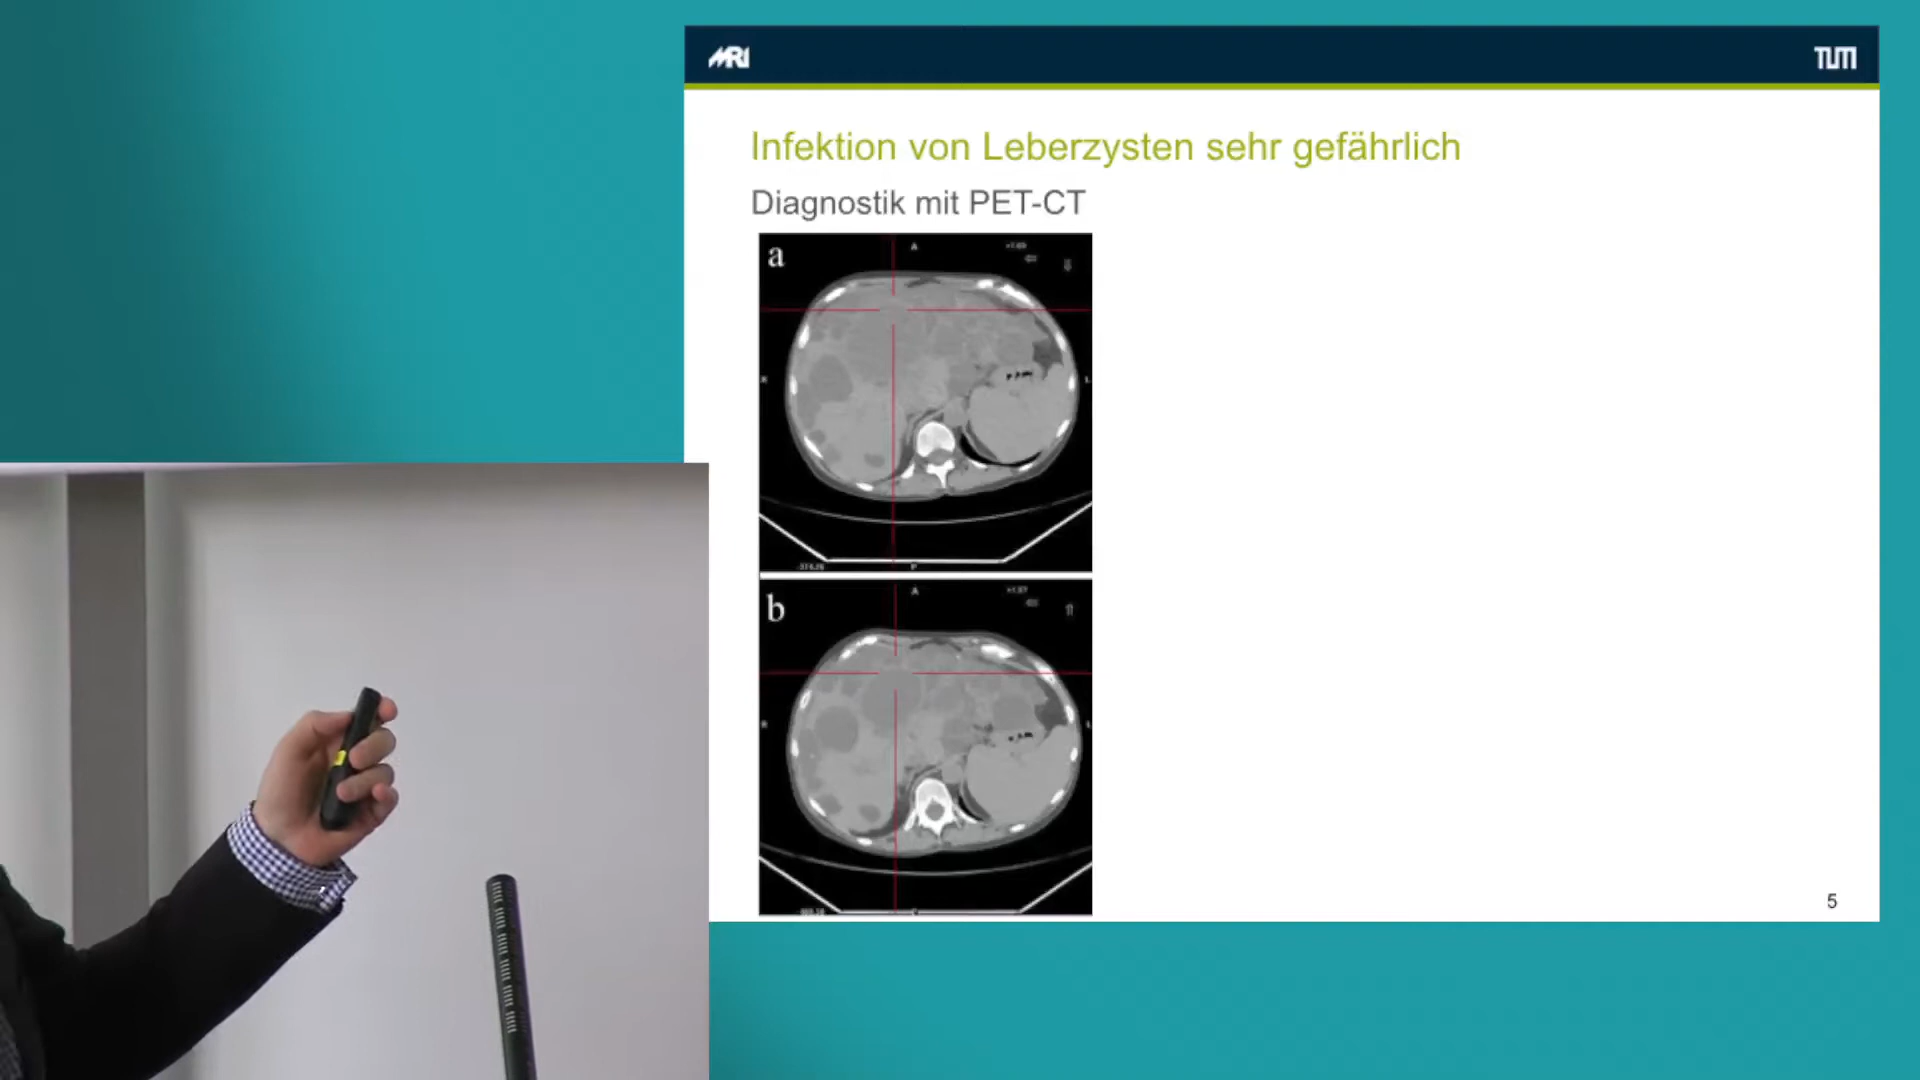 MRI
TUM
Infektion von Leberzysten sehr gefährlich
Diagnostik mit PET-CT
a
A
b
A
5